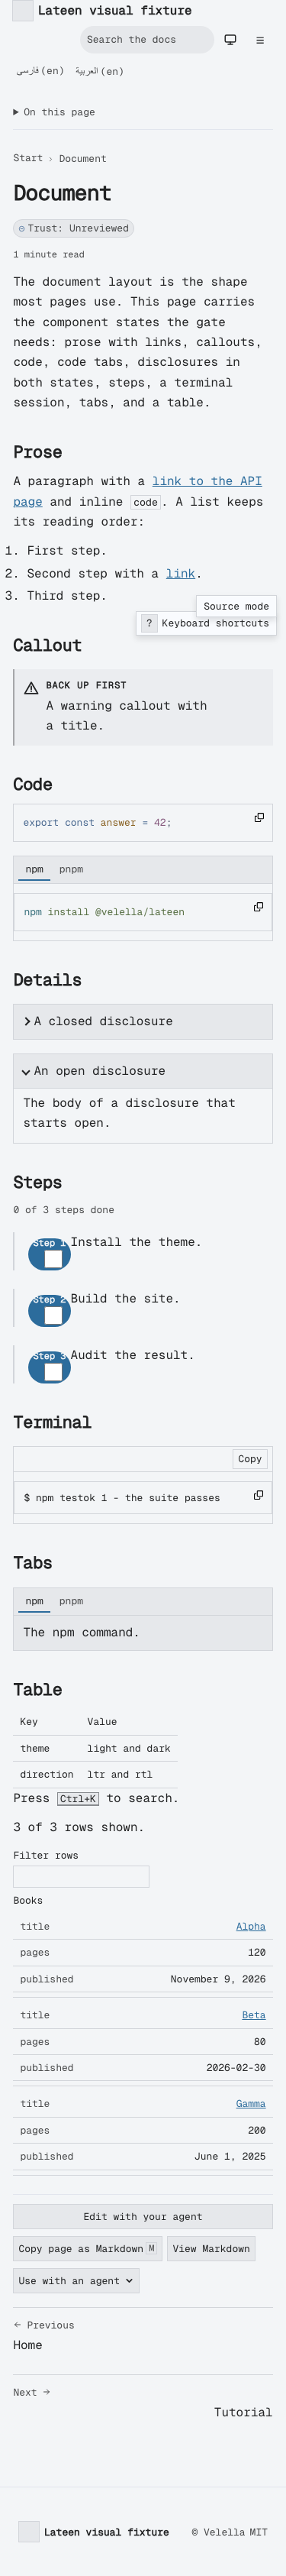 Lateen visual fixture
Search the docs
فارسی (en) العربية (en)
On this page
Start › Document
Document
Trust: Unreviewed
1 minute read
The document layout is the shape
most pages use. This page carries
the component states the gate
needs: prose with links, callouts,
code, code tabs, disclosures in
both states, steps, a terminal
session, tabs, and a table.
Prose
A paragraph with a link to the API
page and inline code. A list keeps
its reading order:
1. First step.
2. Second step with a link.
3. Third step.
Source mode
? Keyboard shortcuts
Callout
BACK UP FIRST
A warning callout with
a title.
Code
export const answer = 42;
npm pnpm
npm install @velella/lateen
Details
A closed disclosure
An open disclosure
The body of a disclosure that
starts open.
Steps
0 of 3 steps done
Step 1 Install the theme.
Step 2 Build the site.
Step 3 Audit the result.
Terminal
Copy
$ npm testok 1 - the suite passes
Tabs
npm pnpm
The npm command.
Table
Key Value
theme light and dark
direction ltr and rtl
Press Ctrl+K to search.
3 of 3 rows shown.
Filter rows
Books
title Alpha
pages 120
published November 9, 2026
title Beta
pages 80
published 2026-02-30
title Gamma
pages 200
published June 1, 2025
Edit with your agent
Copy page as Markdown M View Markdown
Use with an agent
← Previous
Home
Next →
Tutorial
Lateen visual fixture © Velella MIT